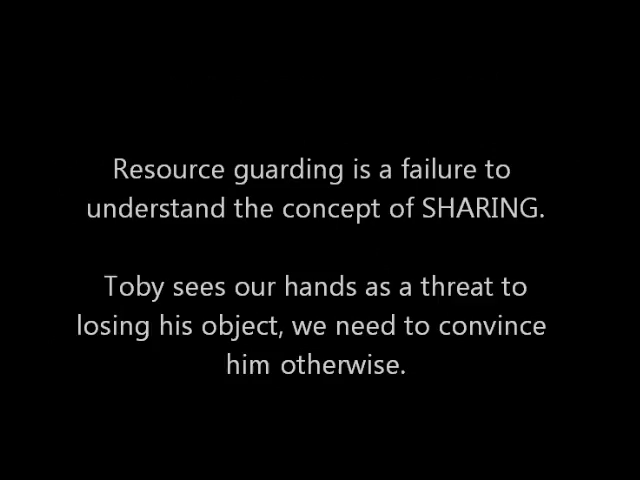 Resource guarding is a failure to
understand the concept of SHARING.
Toby sees our hands as a threat to
losing his object, we need to convince
him otherwise.